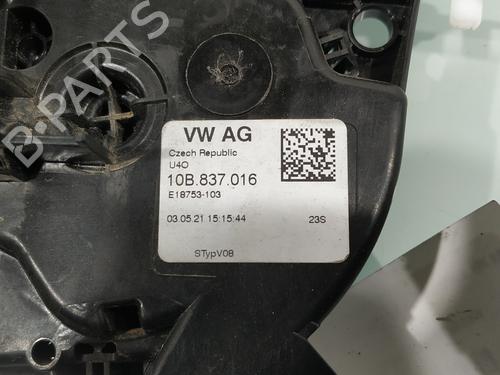 B-PARTS
VW AG
Czech Republic
U4O
10B.837.016
E18753-103
03.05.21 15:15:44 23S
STypV08